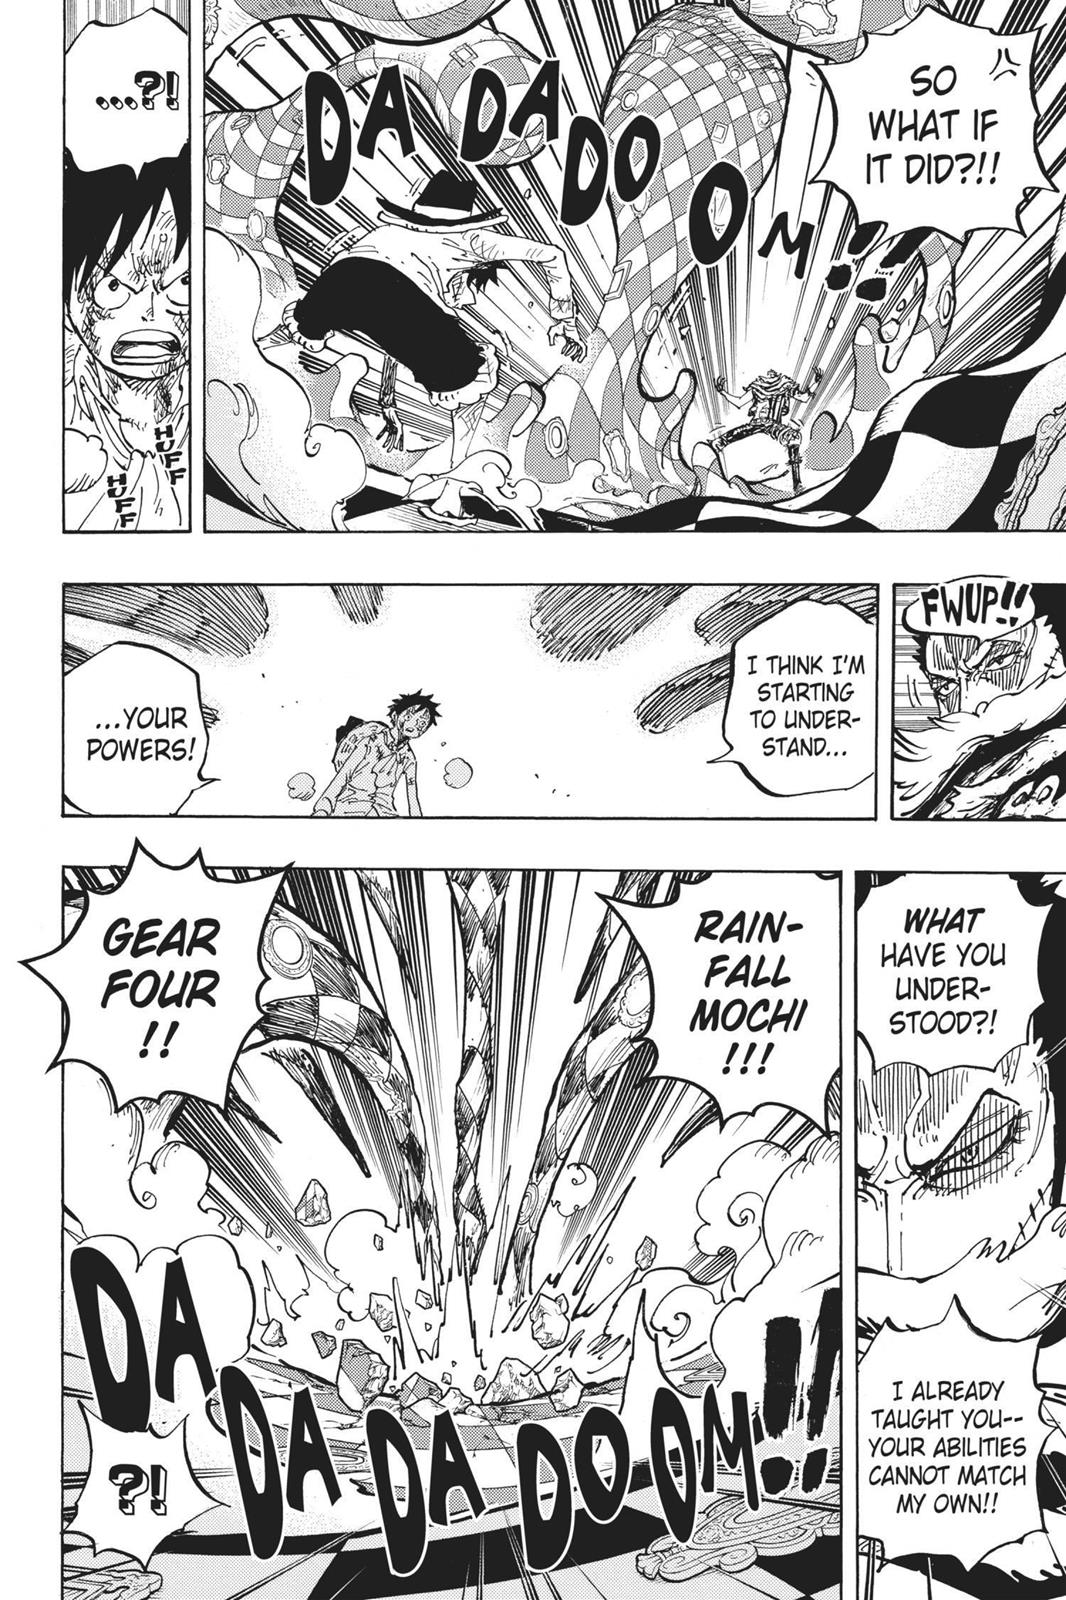 SO
WHAT IF
IT DID?!!
DA DA DOOM!!
...?!
HUFF
HUFF
FWUP!!
I THINK I'M
STARTING
TO UNDER-
STAND...
...YOUR
POWERS!
WHAT
HAVE YOU
UNDER-
STOOD?!
I ALREADY
TAUGHT YOU--
YOUR ABILITIES
CANNOT MATCH
MY OWN!!
RAIN-
FALL
MOCHI
!!!
GEAR
FOUR
!!
DA DA DA DOOM!!
?!